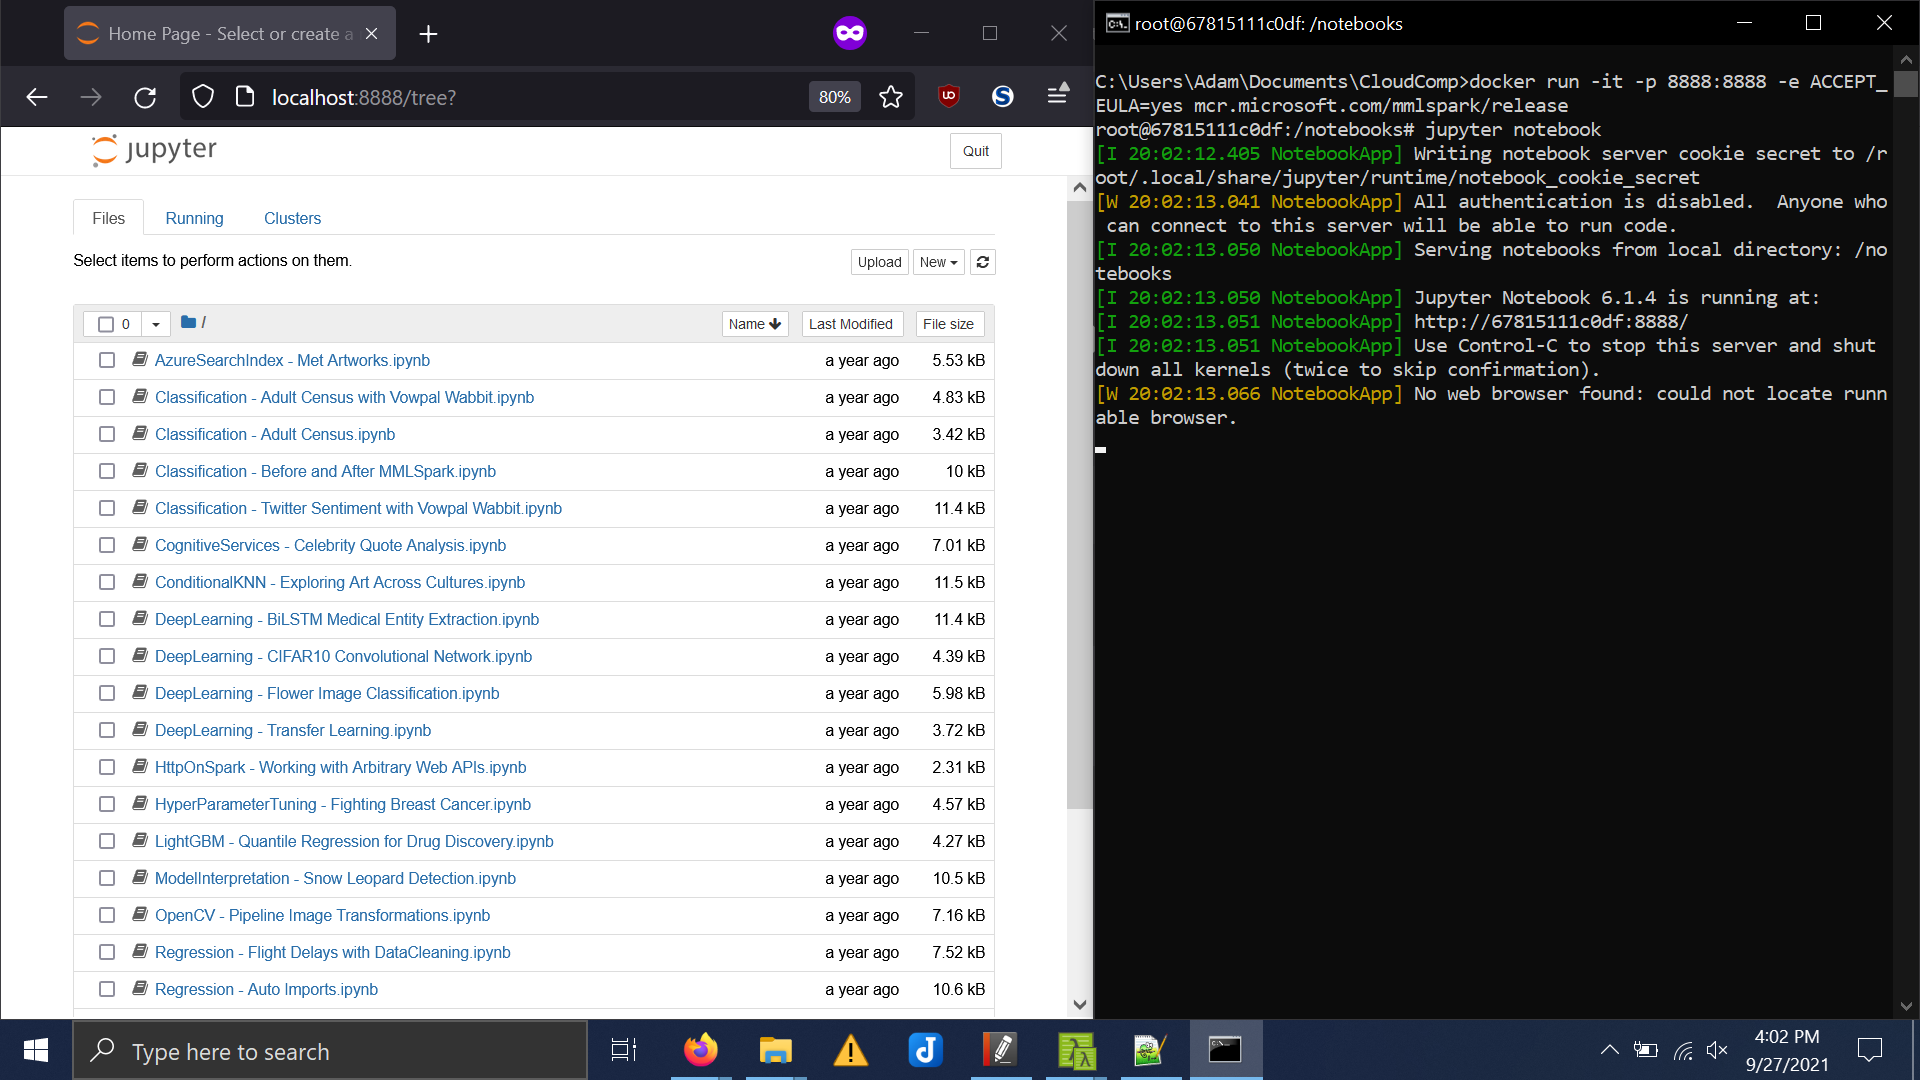 Home Page - Select or create a
localhost:8888/tree?
80%
jupyter
Quit
Files
Running
Clusters
Select items to perform actions on them.
Upload
New
0
/
Name
Last Modified
File size
AzureSearchIndex - Met Artworks.ipynb a year ago 5.53 kB
Classification - Adult Census with Vowpal Wabbit.ipynb a year ago 4.83 kB
Classification - Adult Census.ipynb a year ago 3.42 kB
Classification - Before and After MMLSpark.ipynb a year ago 10 kB
Classification - Twitter Sentiment with Vowpal Wabbit.ipynb a year ago 11.4 kB
CognitiveServices - Celebrity Quote Analysis.ipynb a year ago 7.01 kB
ConditionalKNN - Exploring Art Across Cultures.ipynb a year ago 11.5 kB
DeepLearning - BiLSTM Medical Entity Extraction.ipynb a year ago 11.4 kB
DeepLearning - CIFAR10 Convolutional Network.ipynb a year ago 4.39 kB
DeepLearning - Flower Image Classification.ipynb a year ago 5.98 kB
DeepLearning - Transfer Learning.ipynb a year ago 3.72 kB
HttpOnSpark - Working with Arbitrary Web APIs.ipynb a year ago 2.31 kB
HyperParameterTuning - Fighting Breast Cancer.ipynb a year ago 4.57 kB
LightGBM - Quantile Regression for Drug Discovery.ipynb a year ago 4.27 kB
ModelInterpretation - Snow Leopard Detection.ipynb a year ago 10.5 kB
OpenCV - Pipeline Image Transformations.ipynb a year ago 7.16 kB
Regression - Flight Delays with DataCleaning.ipynb a year ago 7.52 kB
Regression - Auto Imports.ipynb a year ago 10.6 kB
root@67815111c0df: /notebooks
C:\Users\Adam\Documents\CloudComp>docker run -it -p 8888:8888 -e ACCEPT_
EULA=yes mcr.microsoft.com/mmlspark/release
root@67815111c0df:/notebooks# jupyter notebook
[I 20:02:12.405 NotebookApp] Writing notebook server cookie secret to /r
oot/.local/share/jupyter/runtime/notebook_cookie_secret
[W 20:02:13.041 NotebookApp] All authentication is disabled.  Anyone who
 can connect to this server will be able to run code.
[I 20:02:13.050 NotebookApp] Serving notebooks from local directory: /no
tebooks
[I 20:02:13.050 NotebookApp] Jupyter Notebook 6.1.4 is running at:
[I 20:02:13.051 NotebookApp] http://67815111c0df:8888/
[I 20:02:13.051 NotebookApp] Use Control-C to stop this server and shut
down all kernels (twice to skip confirmation).
[W 20:02:13.066 NotebookApp] No web browser found: could not locate runn
able browser.
Type here to search
4:02 PM
9/27/2021